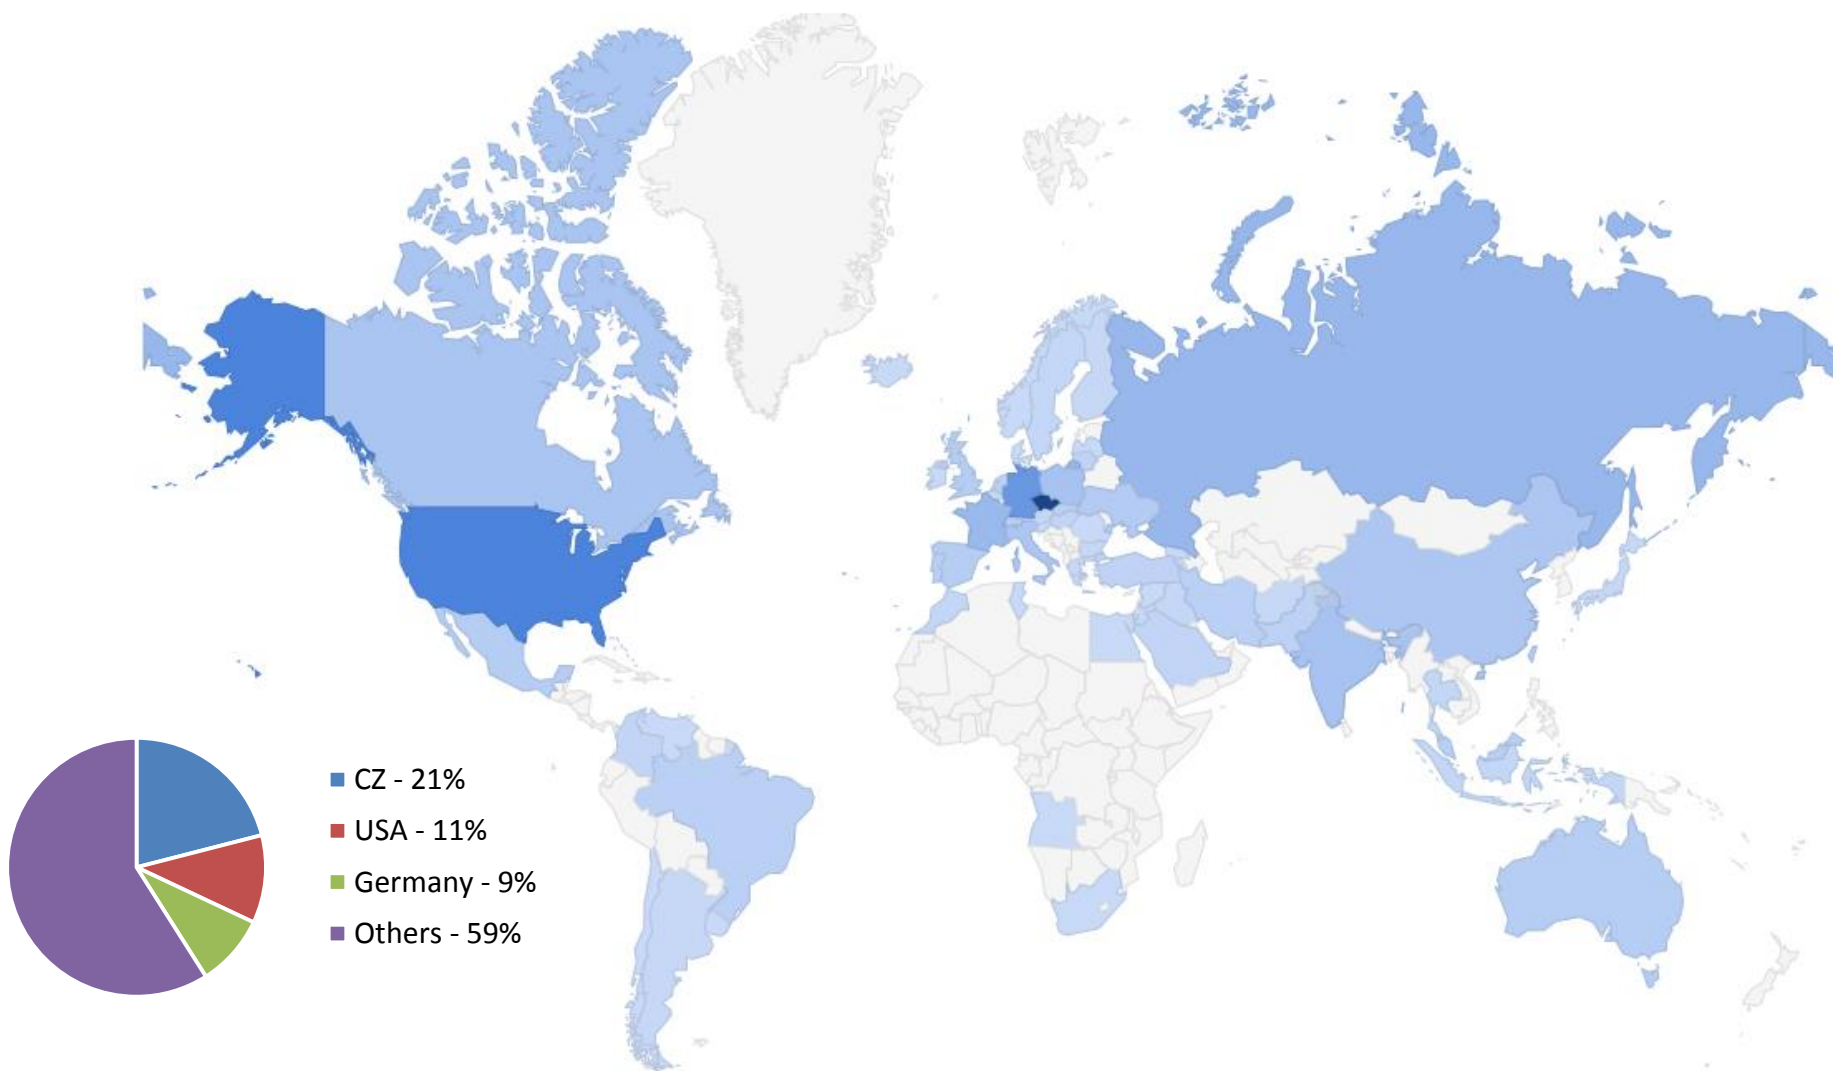 CZ - 21%
USA - 11%
Germany - 9%
Others - 59%